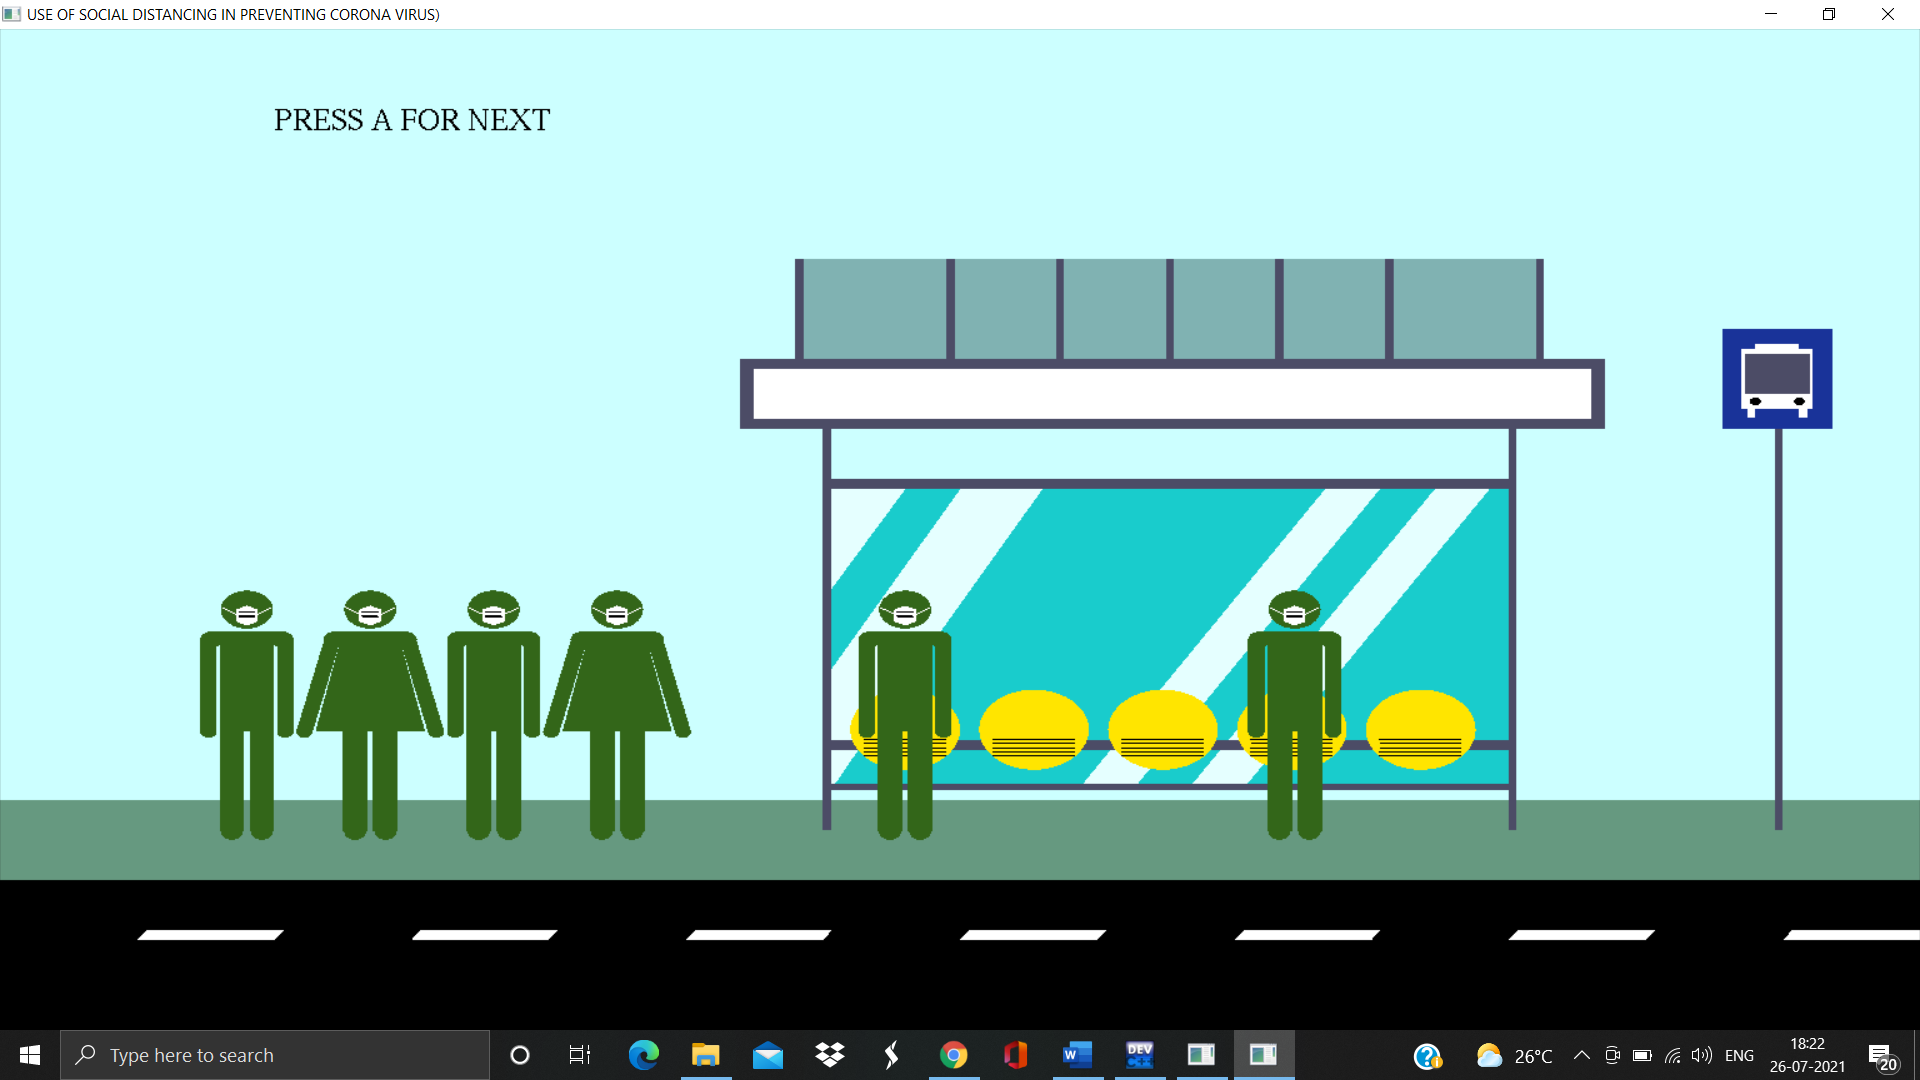 USE OF SOCIAL DISTANCING IN PREVENTING CORONA VIRUS)
PRESS A FOR NEXT
Type here to search
W
DEV
C++
?
26°C
ENG
18:22
26-07-2021
20